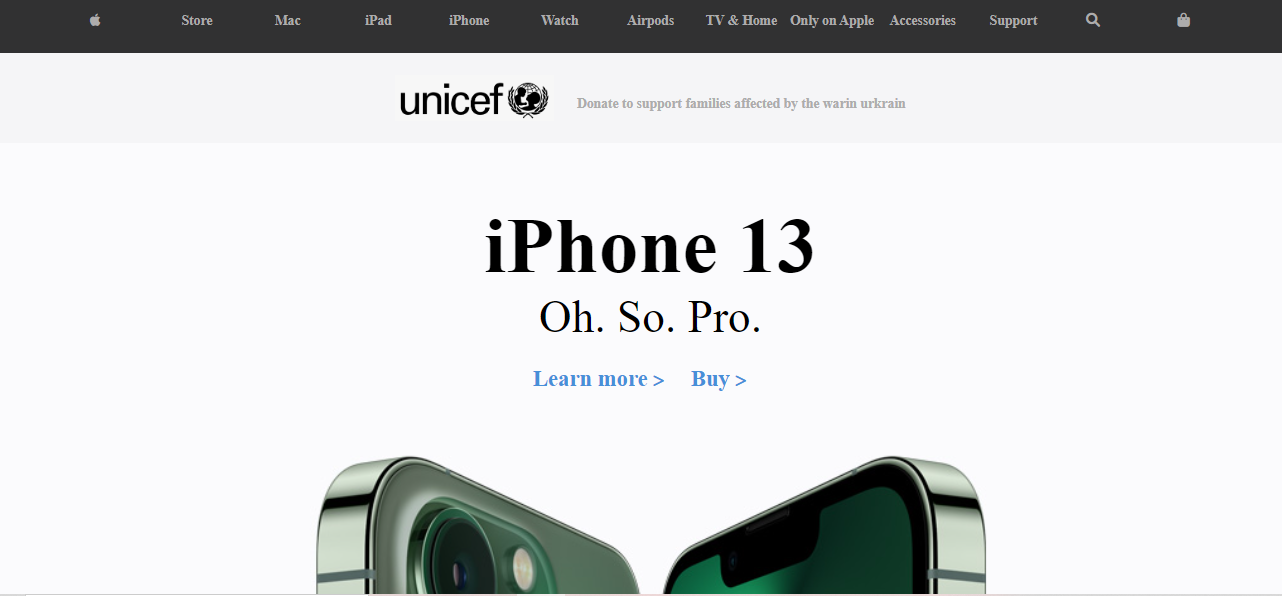 Store Mac iPad iPhone Watch Airpods TV & Home Only on Apple Accessories Support
unicef Donate to support families affected by the warin urkrain
iPhone 13
Oh. So. Pro.
Learn more > Buy >